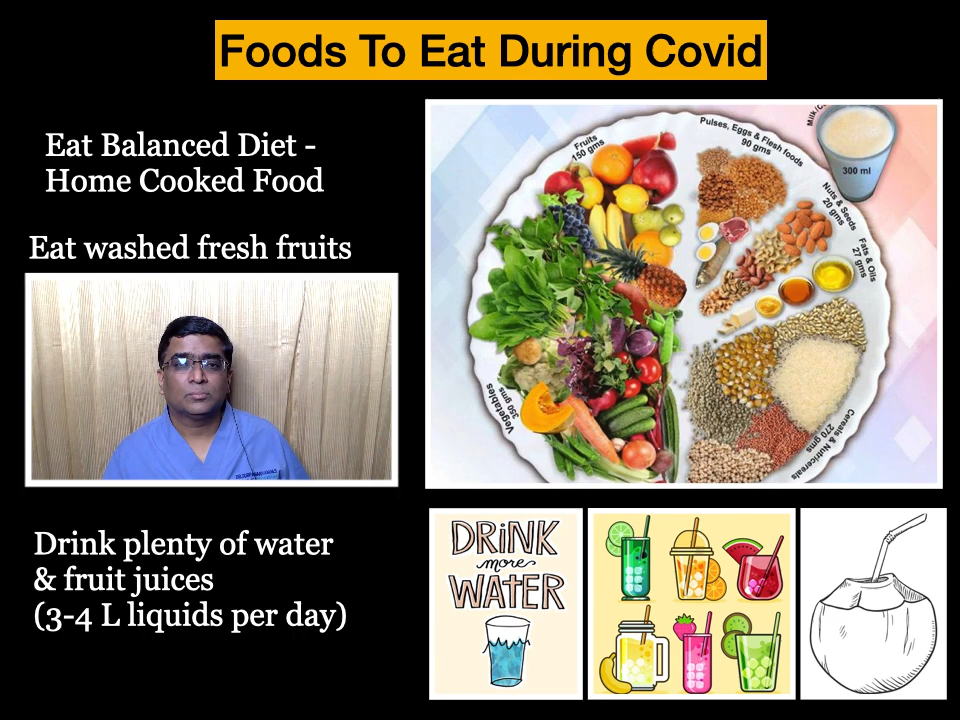 Foods To Eat During Covid
Eat Balanced Diet -
Home Cooked Food
Eat washed fresh fruits
Drink plenty of water
& fruit juices
(3-4 L liquids per day)
Fruits
150 gms
Pulses, Eggs & Flesh foods
90 gms
300 ml
Nuts & Seeds
20 gms
Fats & Oils
27 gms
Cereals & Nutricereals
270 gms
Vegetables
350 gms
DRiNK
more
WATER